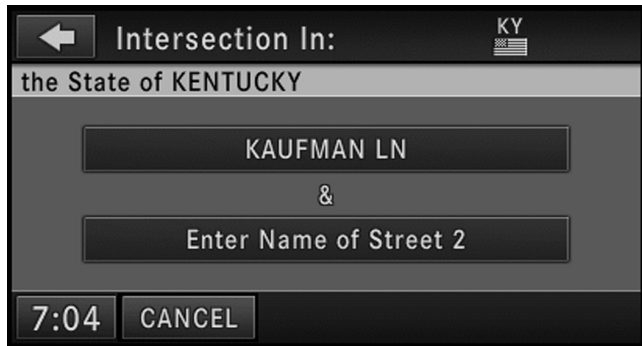 Intersection In:
KY
the State of KENTUCKY
KAUFMAN LN
&
Enter Name of Street 2
7:04
CANCEL